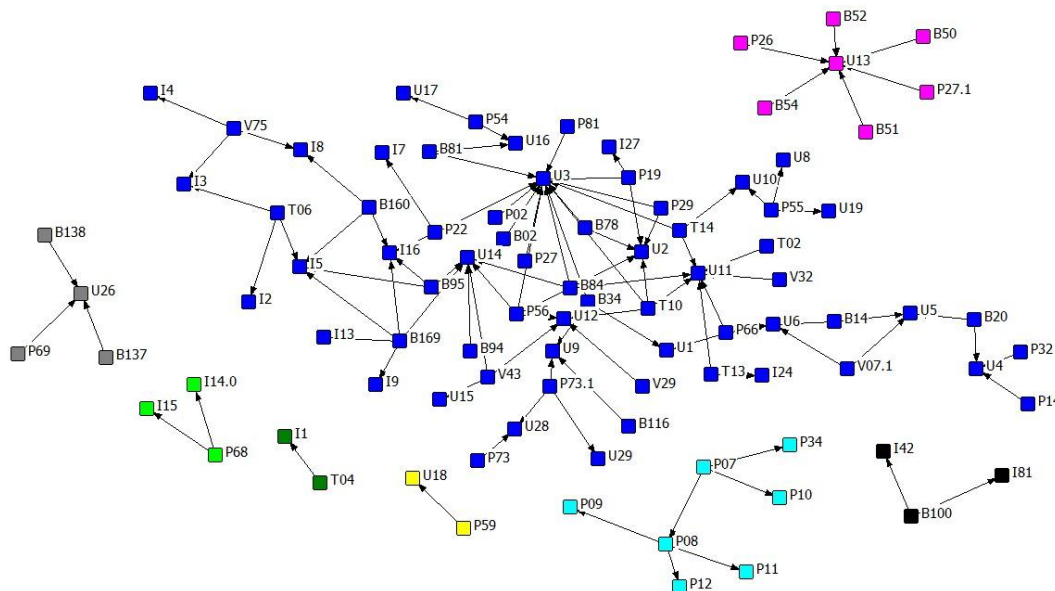 B52
P26
B50
U13
I4
U17
P27.1
B54
V75
P54
P81
B51
U16
I8
I7
B81
I27
U8
U3
P19
I3
U10
B160
P29
P55
U19
T06
P02
B78
T14
B138
P22
B02
I16
U14
P27
U2
T02
I5
U11
V32
B95
B84
U26
I2
B34
T10
P56
U12
U5
U6
B14
B20
I13
B169
P66
P69
B137
B94
U9
U1
P32
V07.1
U4
I14.0
I9
V43
T13
I24
P73.1
V29
U15
I15
P14
U28
B116
I1
P68
P73
U29
P34
I42
P07
U18
I81
T04
P10
P09
B100
P59
P08
P11
P12